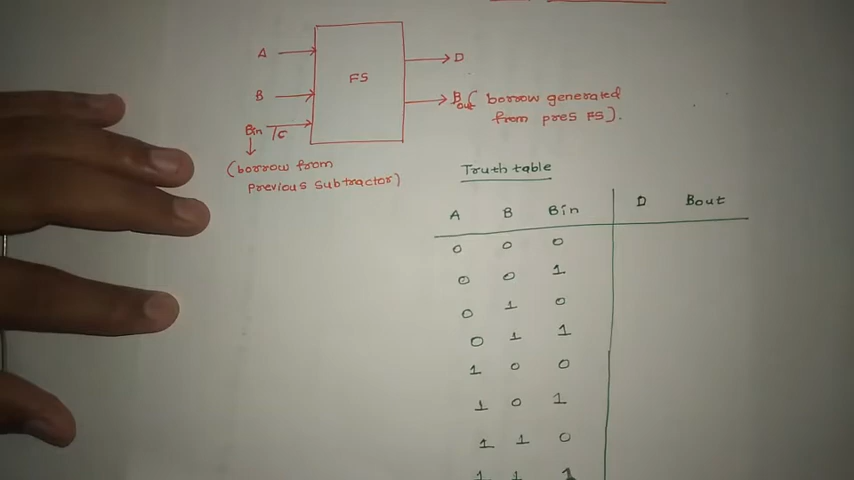 A
FS
D
B
Bout ( borrow generated
from pres FS).
Bin /c
(borrow from
previous subtractor)
Truth table
A B Bin D Bout
0 0 0
0 0 1
0 1 0
0 1 1
1 0 0
1 0 1
1 1 0
1 1 1